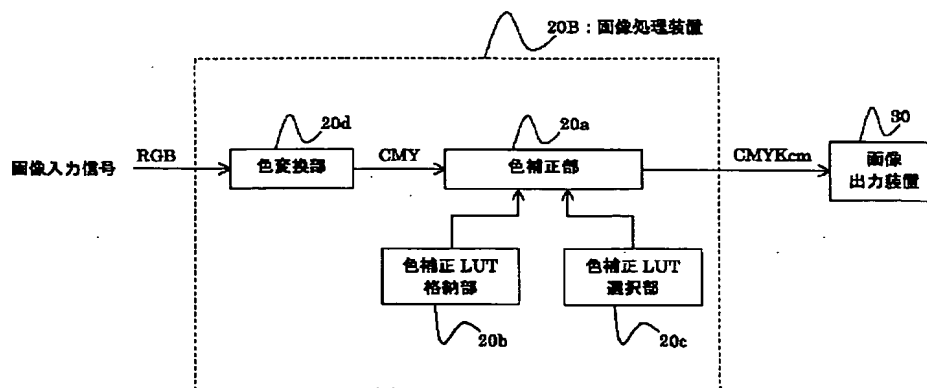 20B：画像処理装置
20d
20a
30
画像入力信号
RGB
色変換部
CMY
色補正部
CMYKcm
画像
出力装置
色補正 LUT
格納部
色補正 LUT
選択部
20b
20c